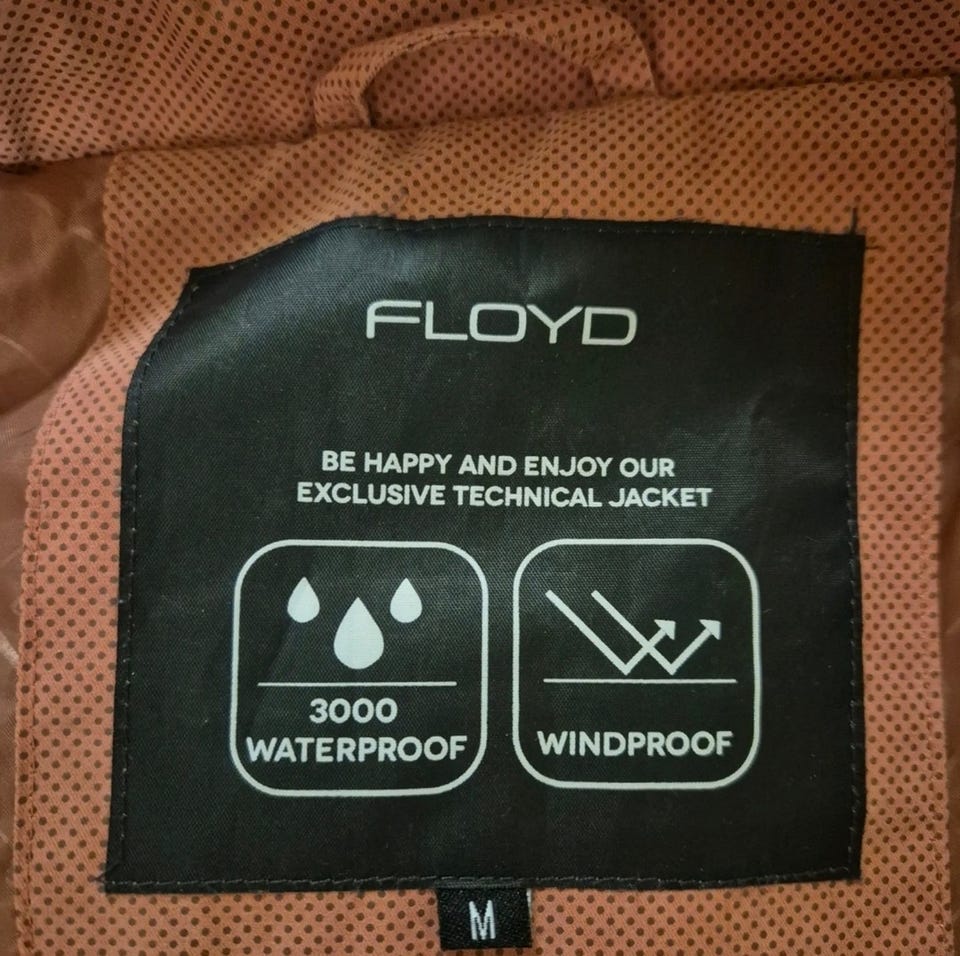 FLOYD
BE HAPPY AND ENJOY OUR
EXCLUSIVE TECHNICAL JACKET
3000
WATERPROOF
WINDPROOF
M